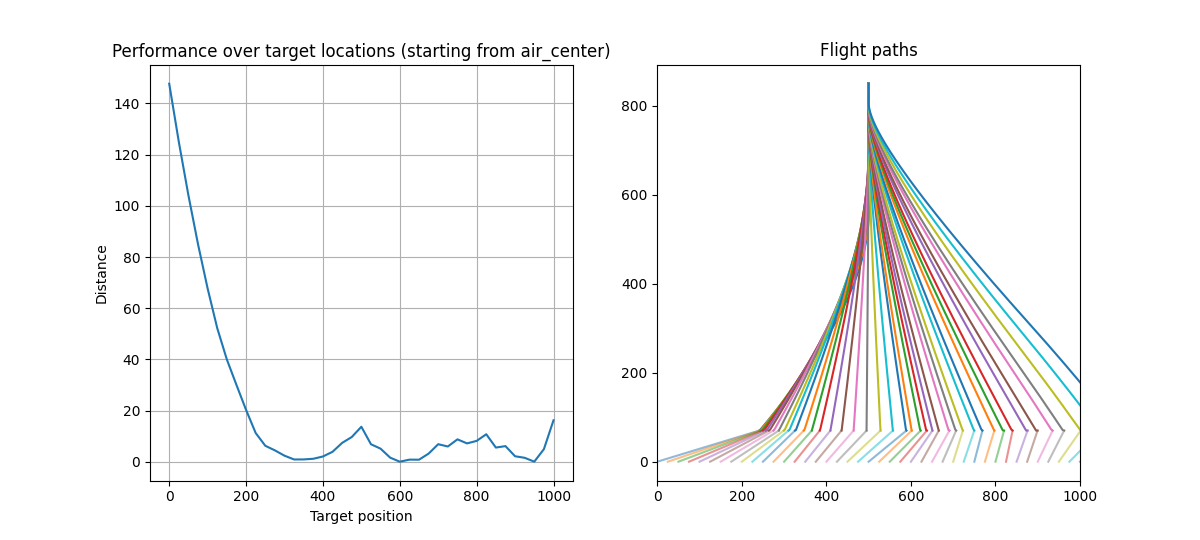 Performance over target locations (starting from air_center)
Distance
140
120
100
80
60
40
20
0
0 200 400 600 800 1000
Target position
Flight paths
800
600
400
200
0
0 200 400 600 800 1000